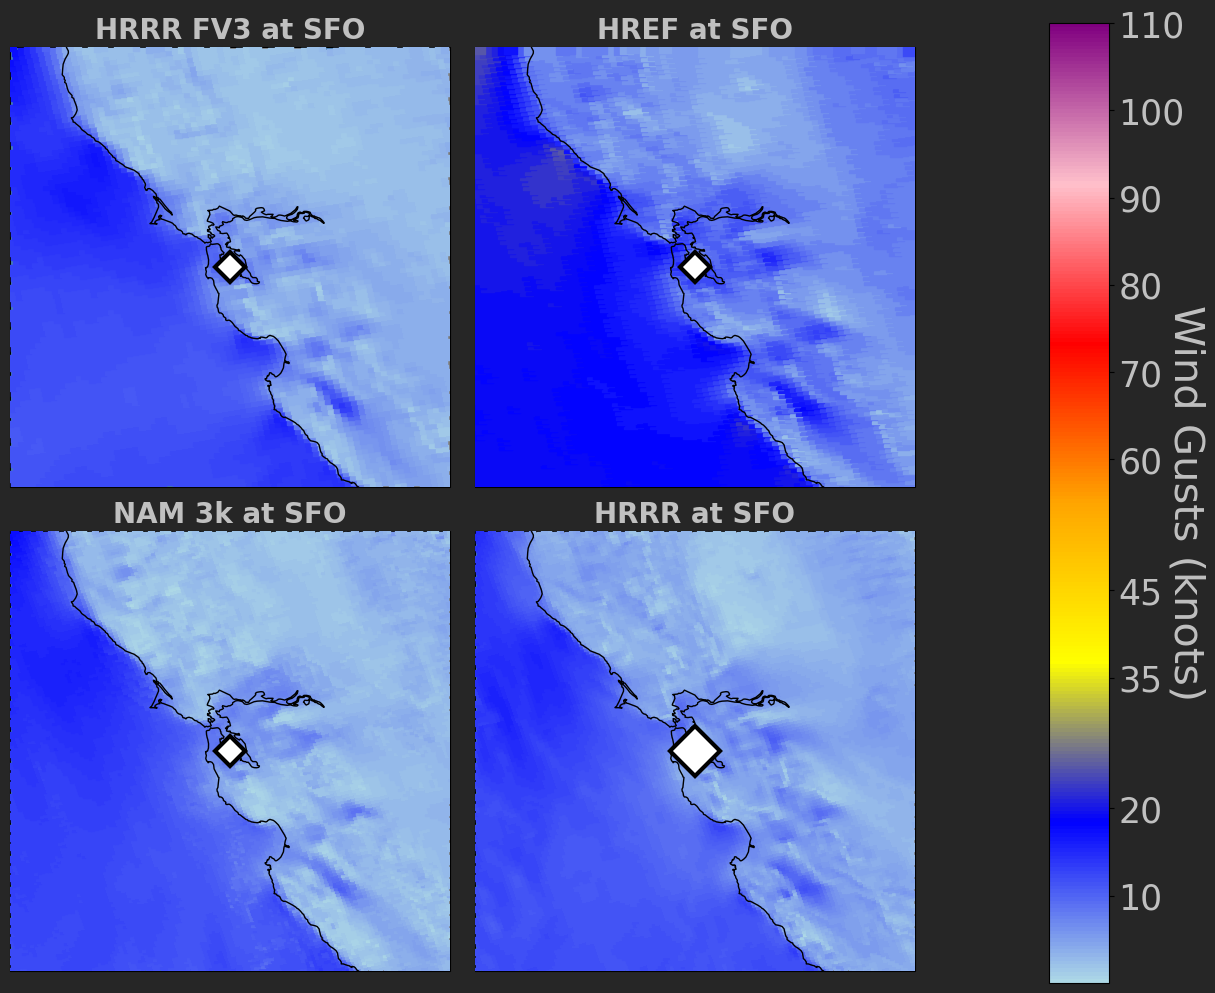 HRRR FV3 at SFO
HREF at SFO
NAM 3k at SFO
HRRR at SFO
110
100
90
80
70
60
45
35
20
10
Wind Gusts (knots)